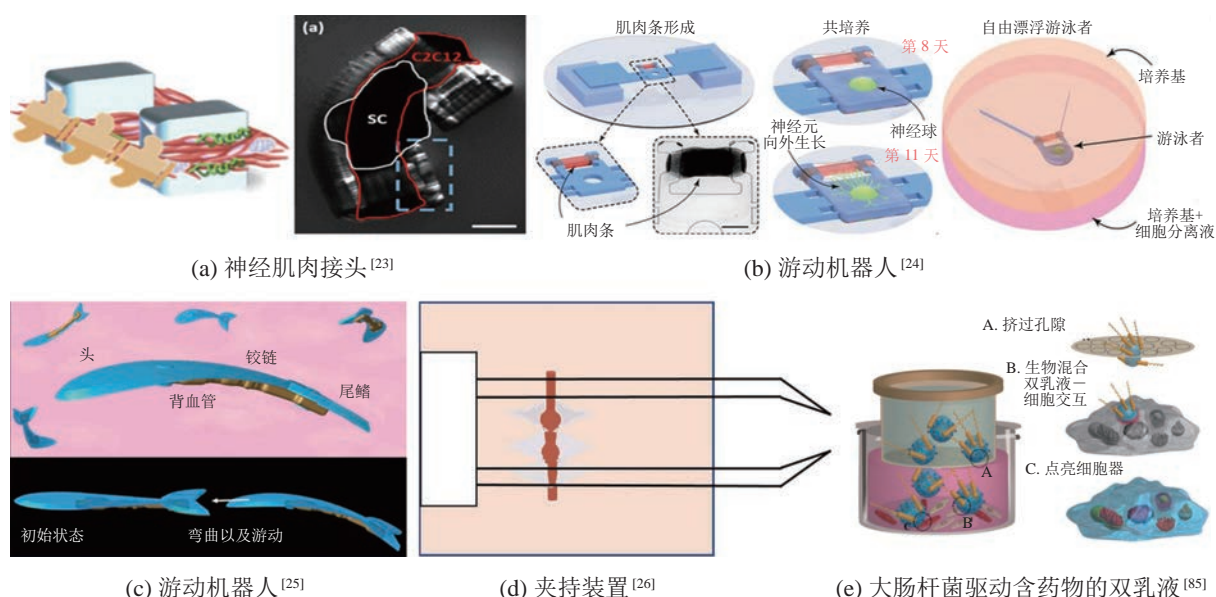 (a)
C2C12
SC
(a) 神经肌肉接头[23]
肌肉条形成
肌肉条
共培养
第 8 天
神经球
神经元
向外生长
第 11 天
自由漂浮游泳者
培养基
游泳者
培养基+
细胞分离液
(b) 游动机器人[24]
头
铰链
背血管
尾鳍
初始状态
弯曲以及游动
(c) 游动机器人[25]
(d) 夹持装置[26]
A
B
C
A. 挤过孔隙
B. 生物混合
双乳液－
细胞交互
C. 点亮细胞器
(e) 大肠杆菌驱动含药物的双乳液[85]